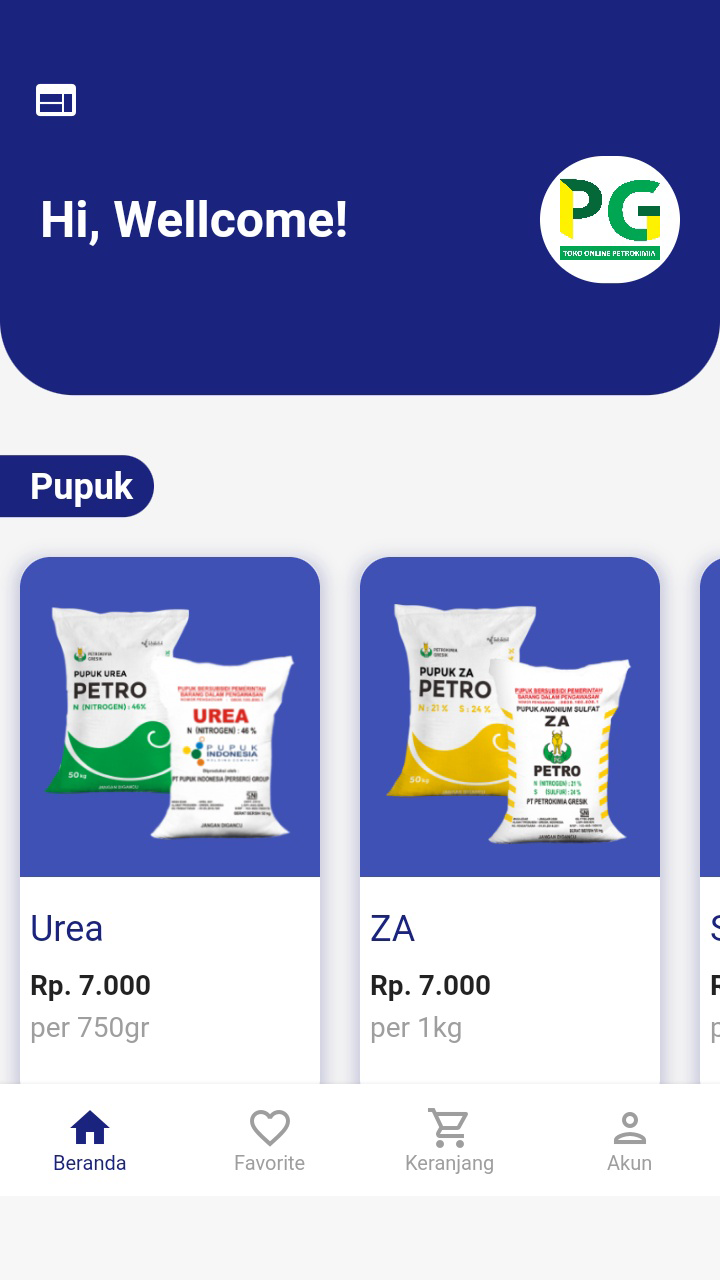 Hi, Wellcome!
PG
TOKO ONLINE PETROKIMIA
Pupuk
PETROKIMIA
GRESIK
PUPUK UREA
PETRO
N (NITROGEN) : 46%
50 kg
PUPUK BERSUBSIDI PEMERINTAH
BARANG DALAM PENGAWASAN
UREA
N (NITROGEN) : 46 %
PUPUK
INDONESIA
PT PUPUK INDONESIA (PERSERO) GROUP
SNI
JANGAN DIGANCU
PETROKIMIA
GRESIK
PUPUK ZA
PETRO
N : 21 % S : 24 %
50 kg
PUPUK BERSUBSIDI PEMERINTAH
BARANG DALAM PENGAWASAN
PUPUK AMONIUM SULFAT
ZA
PETRO
N (NITROGEN) : 21 %
S (SULFUR) : 24 %
PT PETROKIMIA GRESIK
SNI
JANGAN DIGANCU
Urea
Rp. 7.000
per 750gr
ZA
Rp. 7.000
per 1kg
Beranda
Favorite
Keranjang
Akun